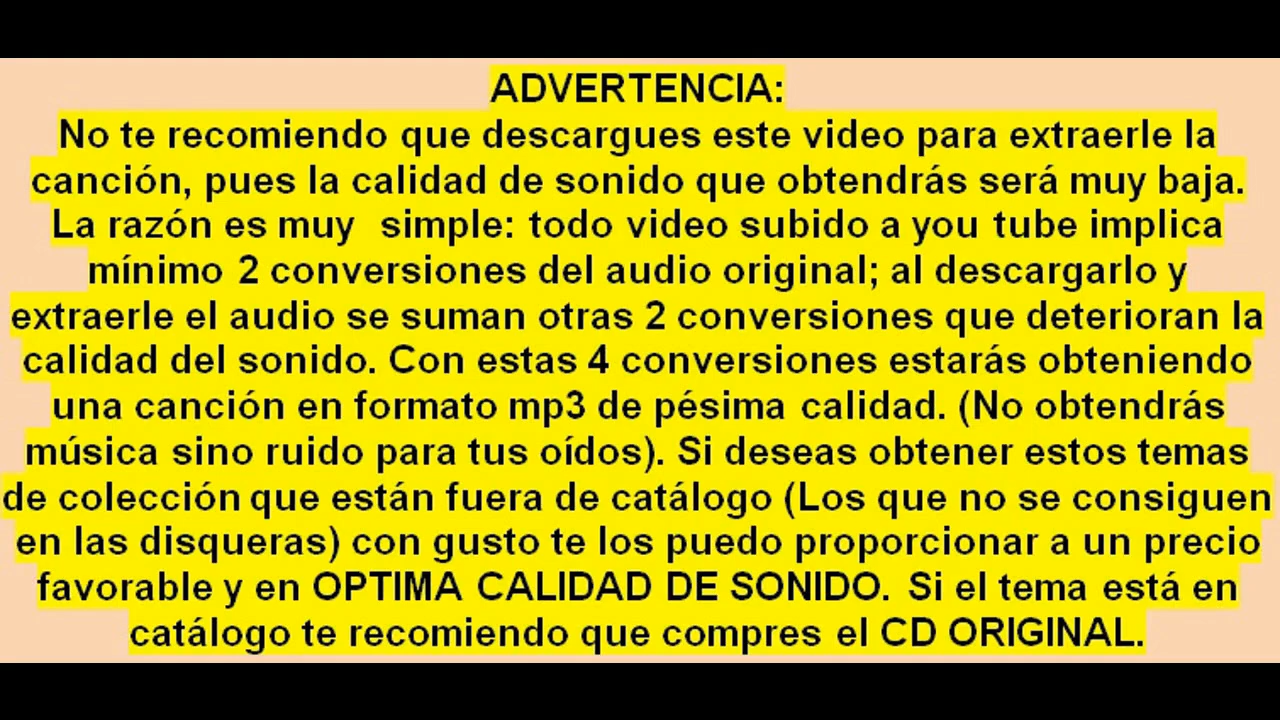 ADVERTENCIA:
No te recomiendo que descargues este video para extraerle la
canción, pues la calidad de sonido que obtendrás será muy baja.
La razón es muy  simple: todo video subido a you tube implica
mínimo 2 conversiones del audio original; al descargarlo y
extraerle el audio se suman otras 2 conversiones que deterioran la
calidad del sonido. Con estas 4 conversiones estarás obteniendo
una canción en formato mp3 de pésima calidad. (No obtendrás
música sino ruido para tus oídos). Si deseas obtener estos temas
de colección que están fuera de catálogo (Los que no se consiguen
en las disqueras) con gusto te los puedo proporcionar a un precio
favorable y en OPTIMA CALIDAD DE SONIDO.  Si el tema está en
catálogo te recomiendo que compres el CD ORIGINAL.